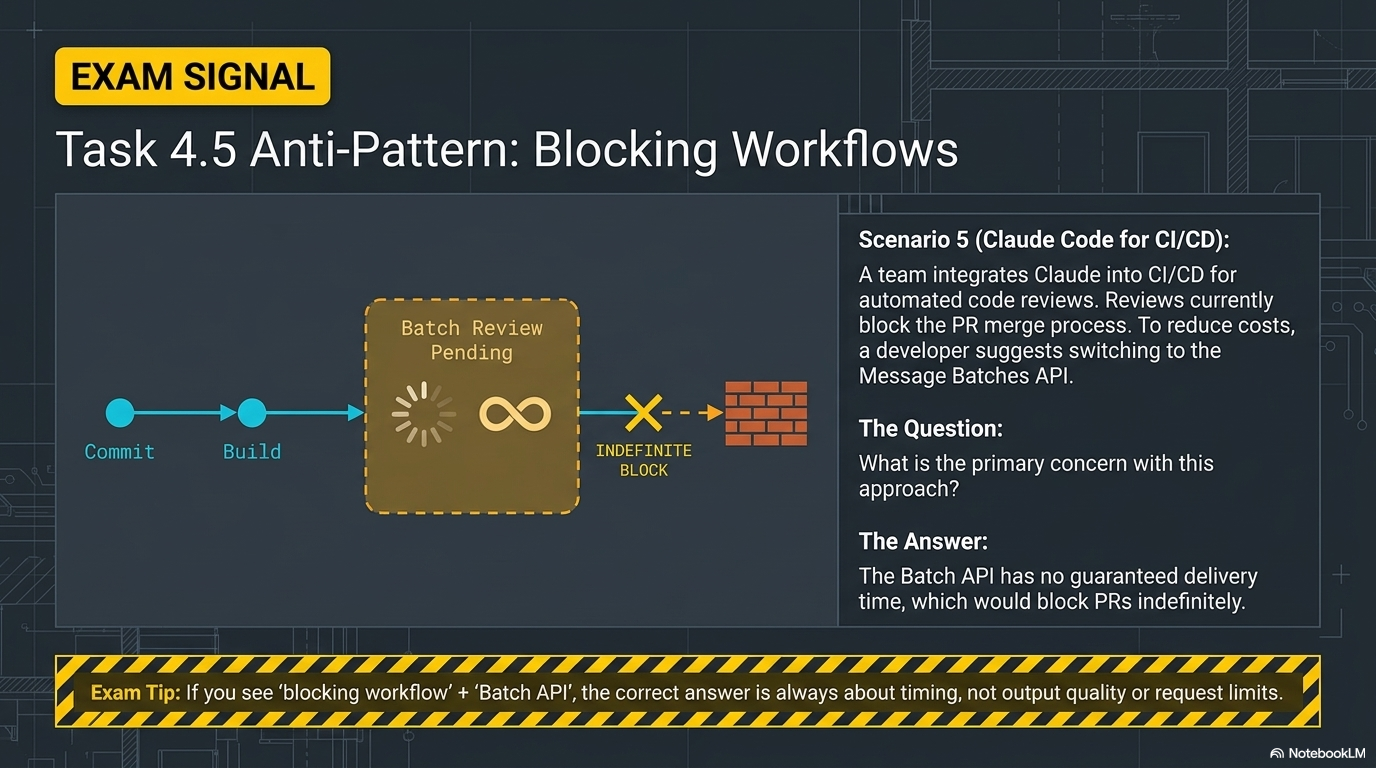 EXAM SIGNAL
Task 4.5 Anti-Pattern: Blocking Workflows
Batch Review
Pending
Commit
Build
INDEFINITE
BLOCK
Scenario 5 (Claude Code for CI/CD):
A team integrates Claude into CI/CD for
automated code reviews. Reviews currently
block the PR merge process. To reduce costs,
a developer suggests switching to the
Message Batches API.
The Question:
What is the primary concern with this
approach?
The Answer:
The Batch API has no guaranteed delivery
time, which would block PRs indefinitely.
Exam Tip: If you see ‘blocking workflow’ + ‘Batch API’, the correct answer is always about timing, not output quality or request limits.
NotebookLM